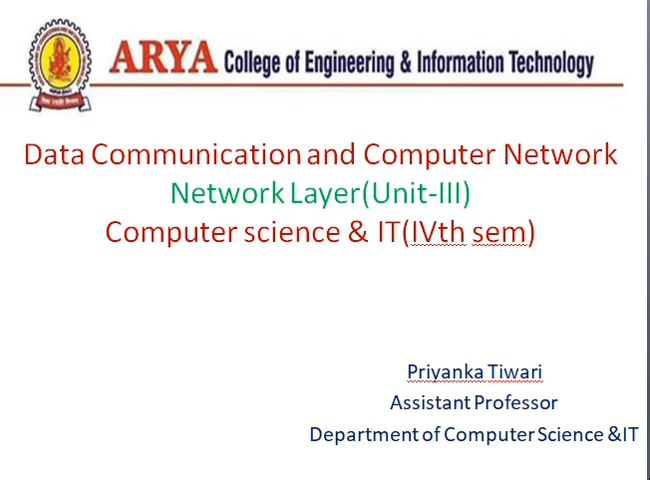 ARYA College of Engineering & Information Technology
Data Communication and Computer Network
Network Layer(Unit-III)
Computer science & IT(IVth sem)
Priyanka Tiwari
Assistant Professor
Department of Computer Science &IT